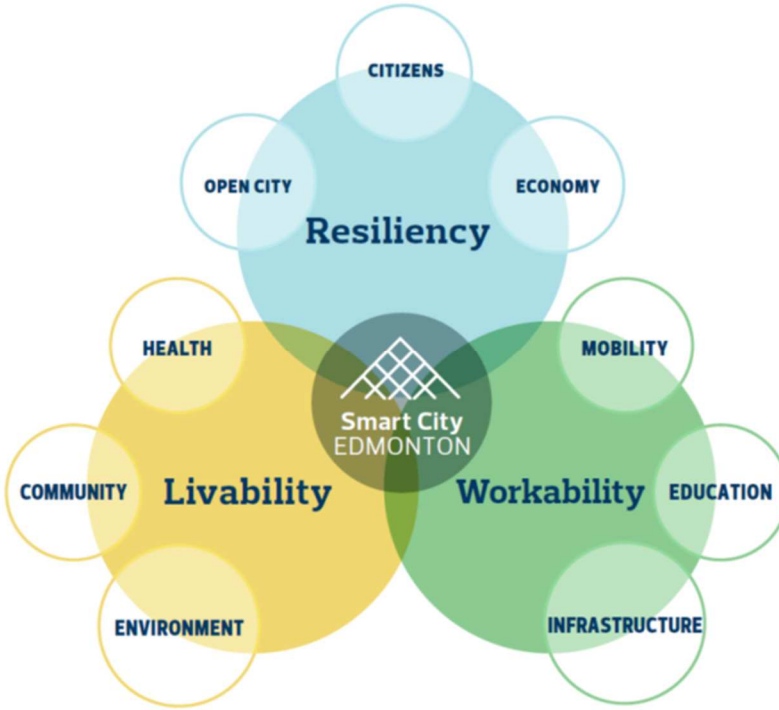 CITIZENS
OPEN CITY
ECONOMY
Resiliency
HEALTH
MOBILITY
Smart City
EDMONTON
COMMUNITY
Livability
Workability
EDUCATION
ENVIRONMENT
INFRASTRUCTURE